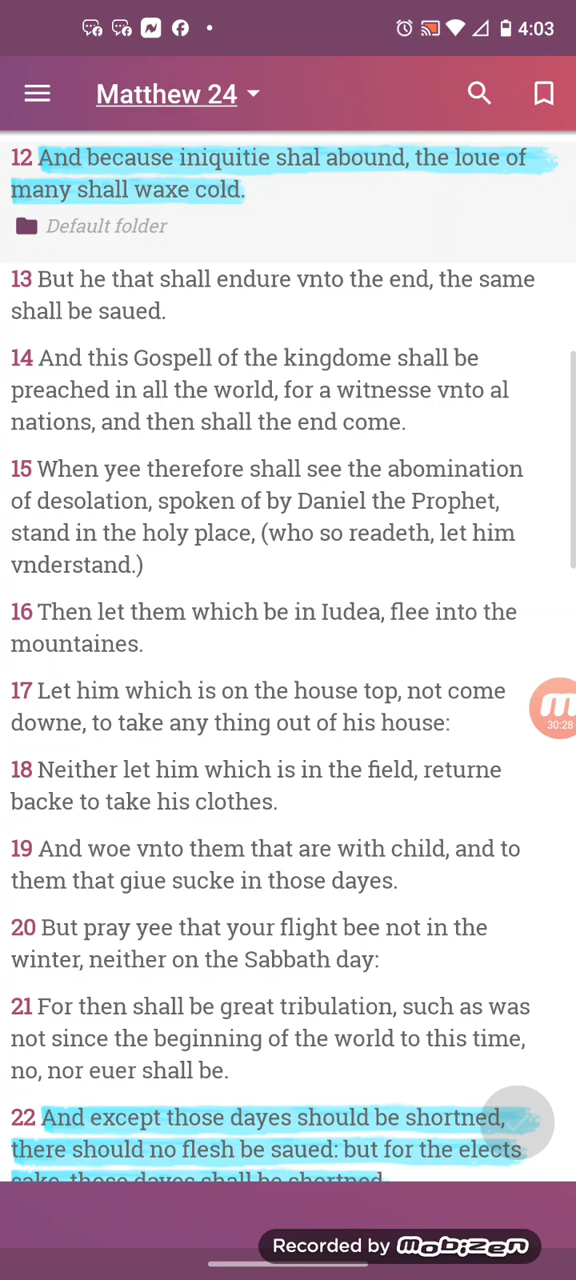 4:03
Matthew 24
12 And because iniquitie shal abound, the loue of
many shall waxe cold.
Default folder
13 But he that shall endure vnto the end, the same
shall be saued.
14 And this Gospell of the kingdome shall be
preached in all the world, for a witnesse vnto al
nations, and then shall the end come.
15 When yee therefore shall see the abomination
of desolation, spoken of by Daniel the Prophet,
stand in the holy place, (who so readeth, let him
vnderstand.)
16 Then let them which be in Iudea, flee into the
mountaines.
17 Let him which is on the house top, not come
downe, to take any thing out of his house:
30:28
18 Neither let him which is in the field, returne
backe to take his clothes.
19 And woe vnto them that are with child, and to
them that giue sucke in those dayes.
20 But pray yee that your flight bee not in the
winter, neither on the Sabbath day:
21 For then shall be great tribulation, such as was
not since the beginning of the world to this time,
no, nor euer shall be.
22 And except those dayes should be shortned,
there should no flesh be saued: but for the elects
sake, those dayes shall be shortned.
Recorded by mobizen